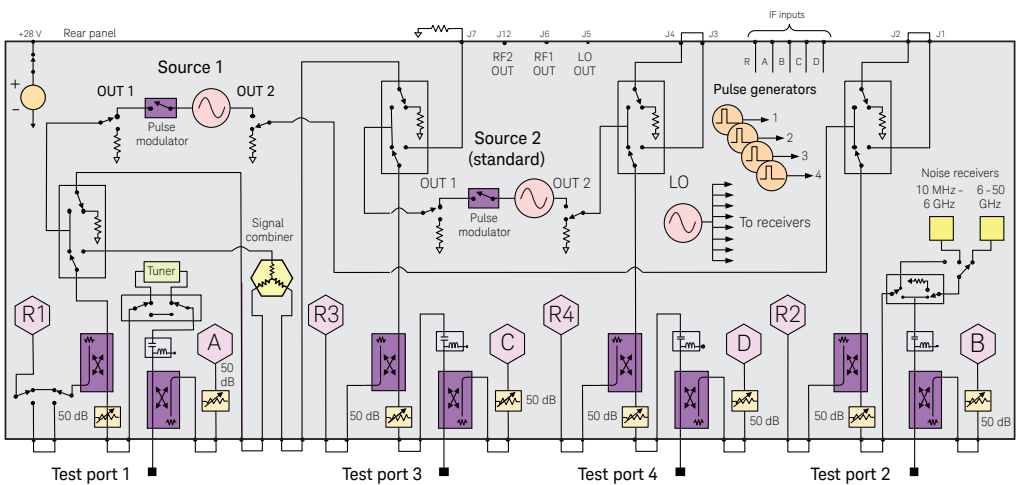 IF inputs
+28 V
Rear panel
J7
J12
J6
J5
J4
J3
J2
J1
RF2
OUT
RF1
OUT
LO
OUT
R
A
B
C
D
+
−
Source 1
OUT 1
OUT 2
Pulse
modulator
Pulse generators
1
2
3
4
Source 2
(standard)
OUT 1
OUT 2
Pulse
modulator
LO
To receivers
Noise receivers
10 MHz -
6 GHz
6 -50
GHz
Signal
combiner
Tuner
R1
A
R3
C
R4
D
R2
B
50
dB
50 dB
50 dB
50 dB
50 dB
50 dB
50 dB
50 dB
Test port 1
Test port 3
Test port 4
Test port 2